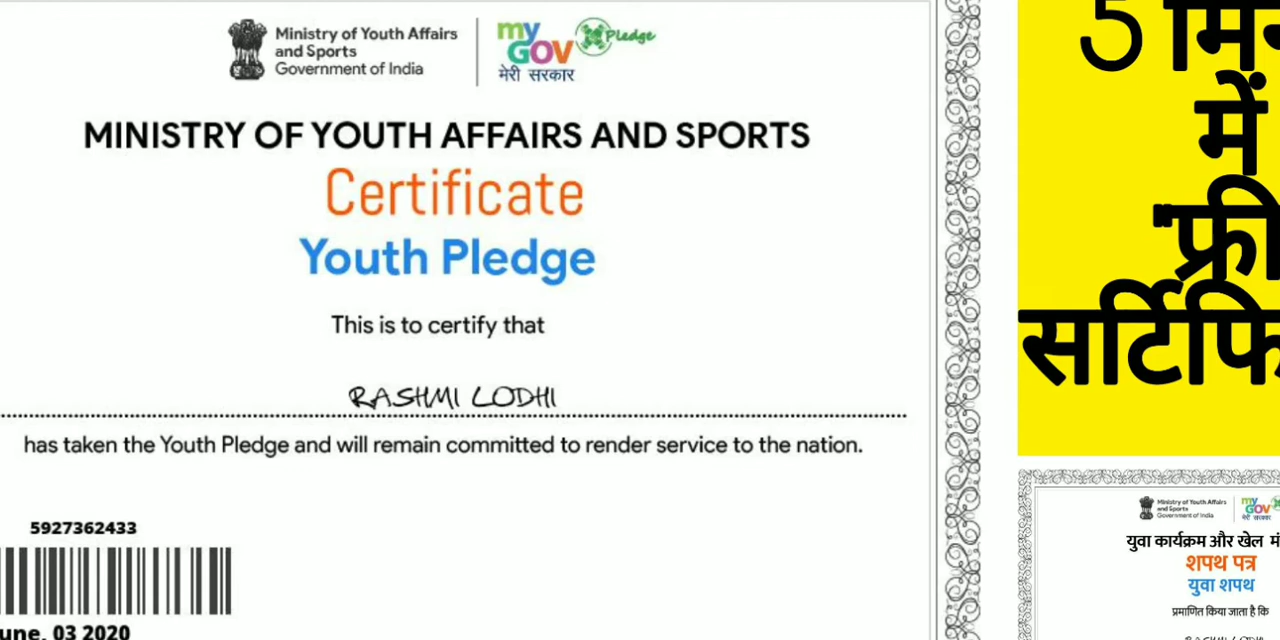 Ministry of Youth Affairs
and Sports
Government of India
my
GOV
मेरी सरकार
Pledge
MINISTRY OF YOUTH AFFAIRS AND SPORTS
Certificate
Youth Pledge
This is to certify that
RASHMI LODHI
has taken the Youth Pledge and will remain committed to render service to the nation.
5927362433
une, 03 2020
5 मिन
में
"फ्री
सर्टिफि
Ministry of Youth Affairs
and Sports
Government of India
my
GOV
मेरी सरकार
युवा कार्यक्रम और खेल मं
शपथ पत्र
युवा शपथ
प्रमाणित किया जाता है कि